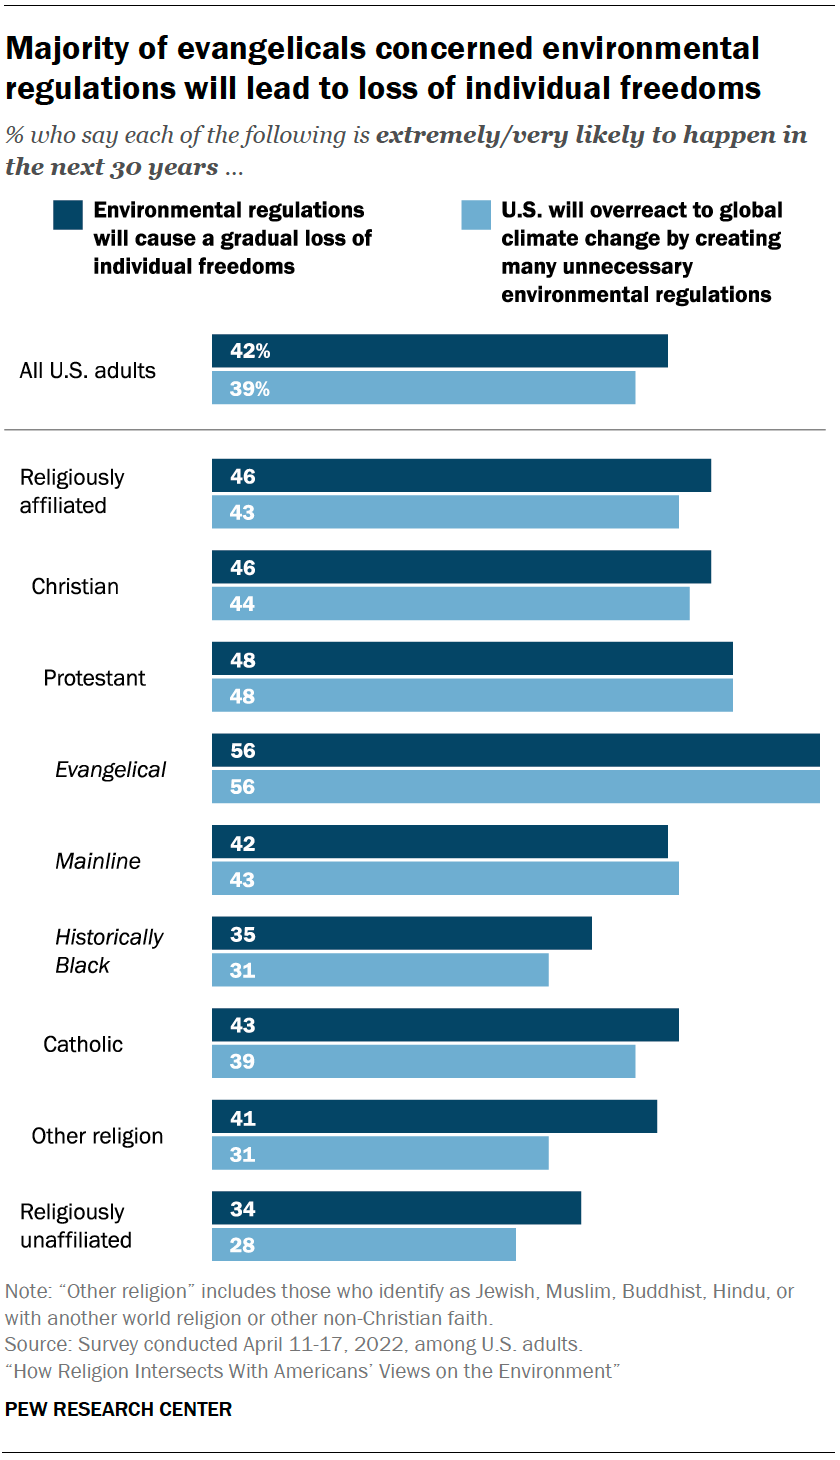 Majority of evangelicals concerned environmental
regulations will lead to loss of individual freedoms
% who say each of the following is extremely/very likely to happen in
the next 30 years ...
Environmental regulations
will cause a gradual loss of
individual freedoms
U.S. will overreact to global
climate change by creating
many unnecessary
environmental regulations
All U.S. adults
42%
39%
Religiously
affiliated
46
43
Christian
46
44
Protestant
48
48
Evangelical
56
56
Mainline
42
43
Historically
Black
35
31
Catholic
43
39
Other religion
41
31
Religiously
unaffiliated
34
28
Note: “Other religion” includes those who identify as Jewish, Muslim, Buddhist, Hindu, or
with another world religion or other non-Christian faith.
Source: Survey conducted April 11-17, 2022, among U.S. adults.
“How Religion Intersects With Americans’ Views on the Environment”
PEW RESEARCH CENTER